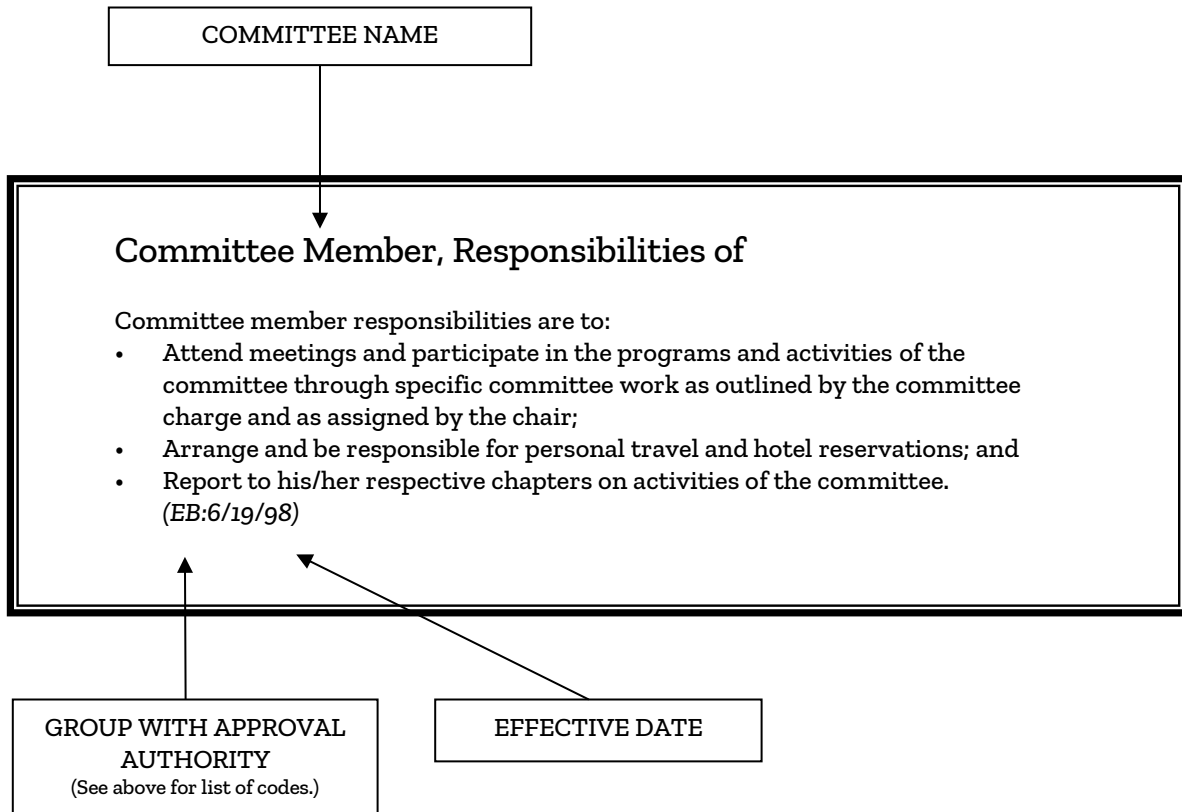 COMMITTEE NAME
Committee Member, Responsibilities of
Committee member responsibilities are to:
• Attend meetings and participate in the programs and activities of the
committee through specific committee work as outlined by the committee
charge and as assigned by the chair;
• Arrange and be responsible for personal travel and hotel reservations; and
• Report to his/her respective chapters on activities of the committee.
(EB:6/19/98)
GROUP WITH APPROVAL
AUTHORITY
(See above for list of codes.)
EFFECTIVE DATE